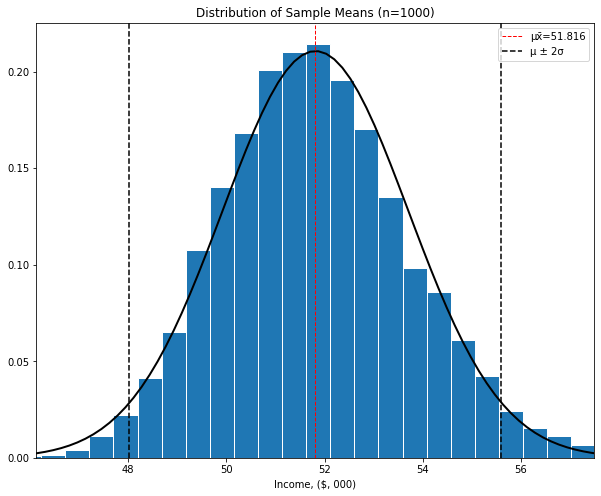 Distribution of Sample Means (n=1000)
μx̄=51.816
μ ± 2σ
0.20
0.15
0.10
0.05
0.00
48 50 52 54 56
Income, ($, 000)